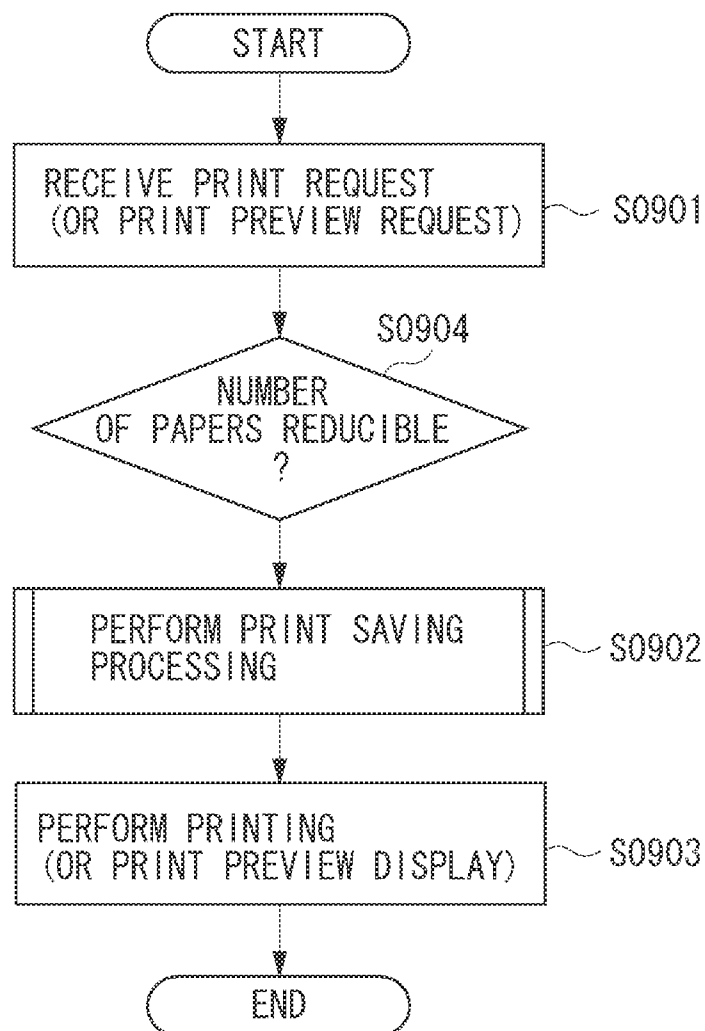 START
RECEIVE PRINT REQUEST
(OR PRINT PREVIEW REQUEST)
S0901
S0904
NUMBER
OF PAPERS REDUCIBLE
?
PERFORM PRINT SAVING
PROCESSING
S0902
PERFORM PRINTING
(OR PRINT PREVIEW DISPLAY)
S0903
END